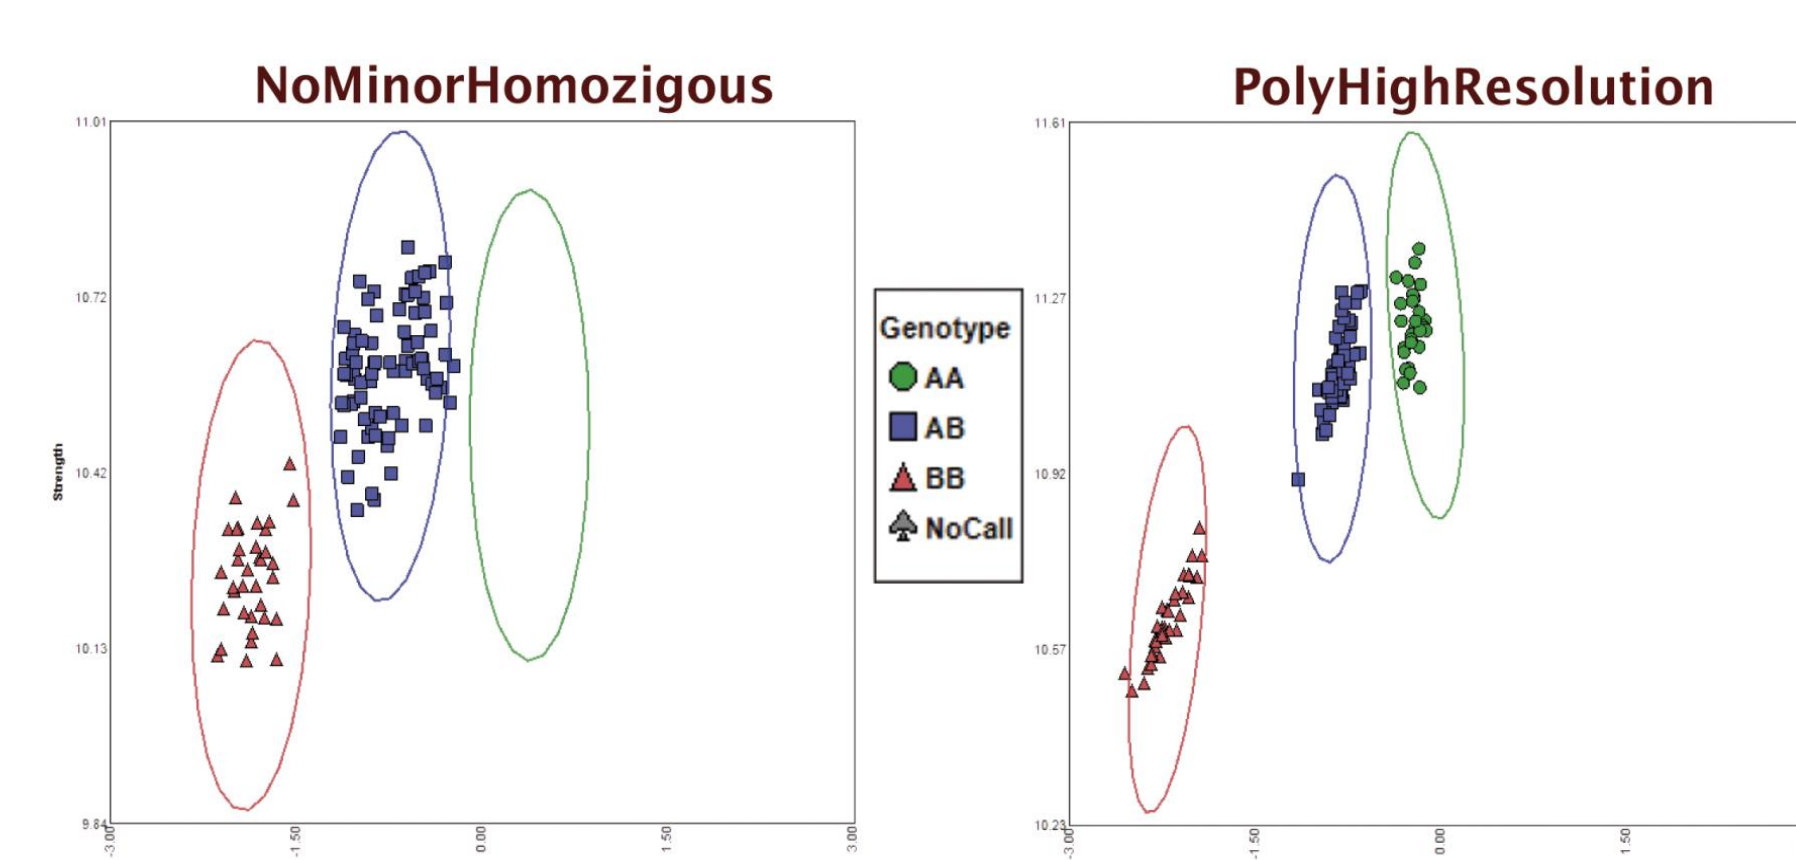 NoMinorHomozigous
PolyHighResolution
11.01
10.72
10.42
10.13
9.84
Strength
-3.00
-1.50
0.00
1.50
3.00
Genotype
AA
AB
BB
NoCall
11.61
11.27
10.92
10.57
10.23
-3.00
-1.50
0.00
1.50